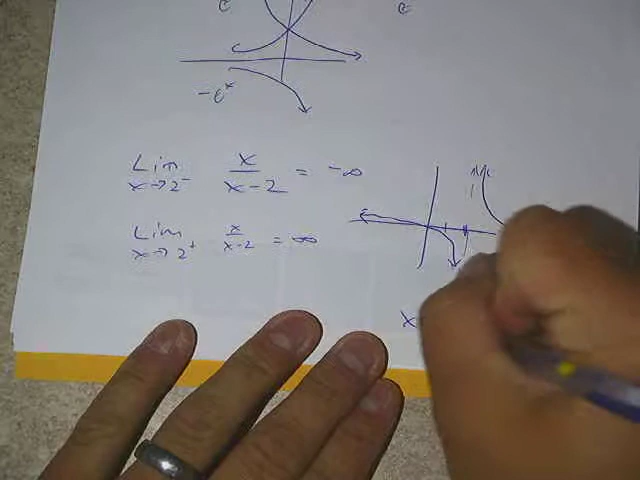 e e
-e^x
Lim x→2^- x/(x-2) = -∞
Lim x→2^+ x/(x-2) = ∞
x